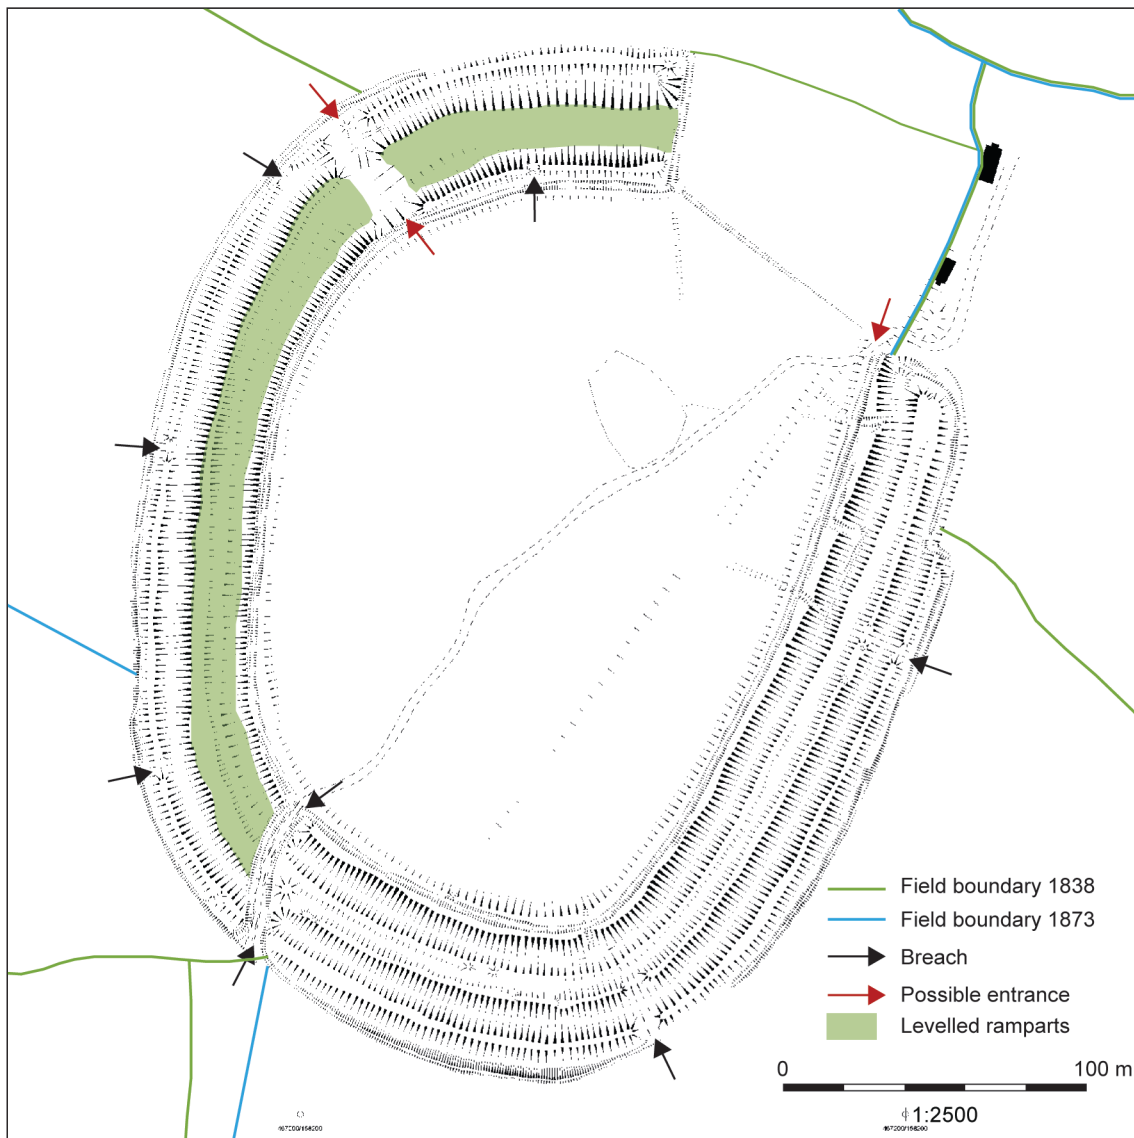 Field boundary 1838
Field boundary 1873
Breach
Possible entrance
Levelled ramparts
0 100 m
1:2500